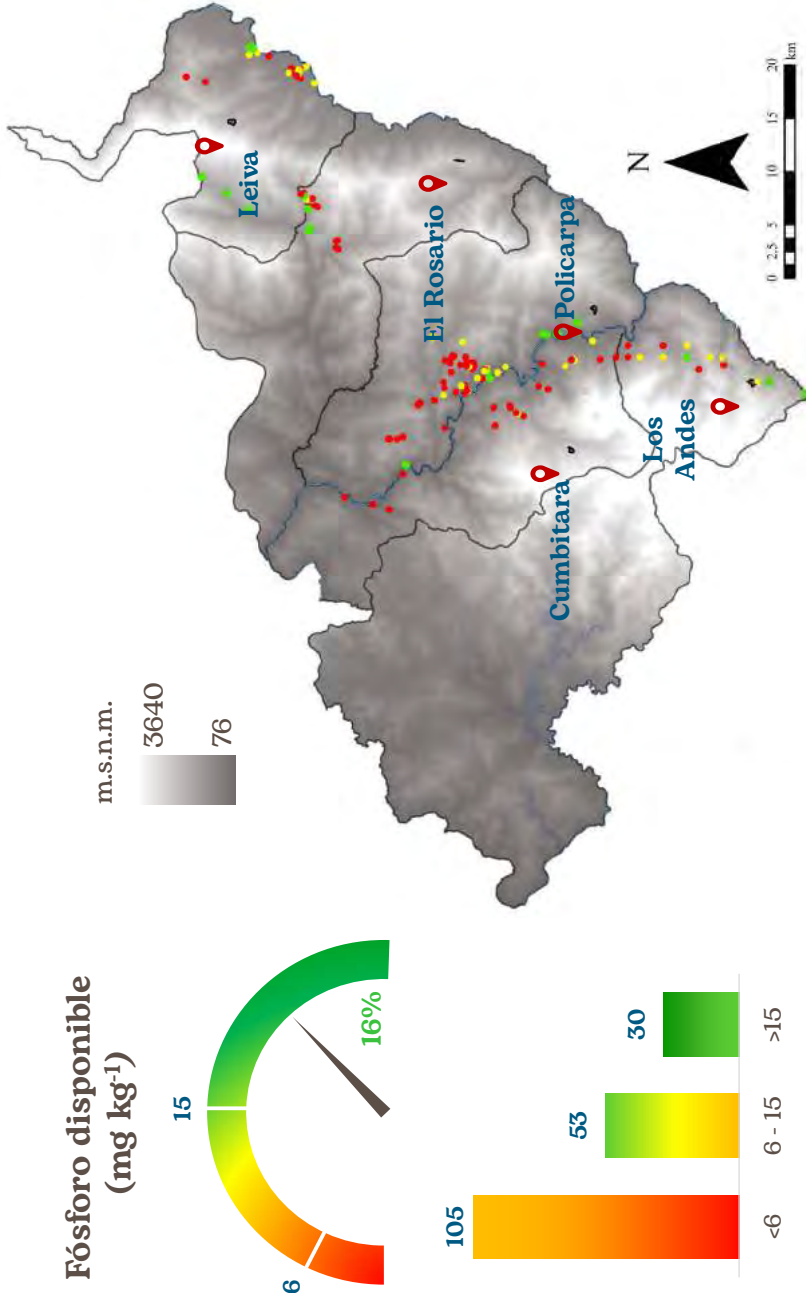 Fósforo disponible
(mg kg-1)
6
15
16%
105
53
30
<6
6 - 15
>15
m.s.n.m.
3640
76
Leiva
El Rosario
Policarpa
Cumbitara
Los
Andes
N
0 2,5 5 10 15 20
km